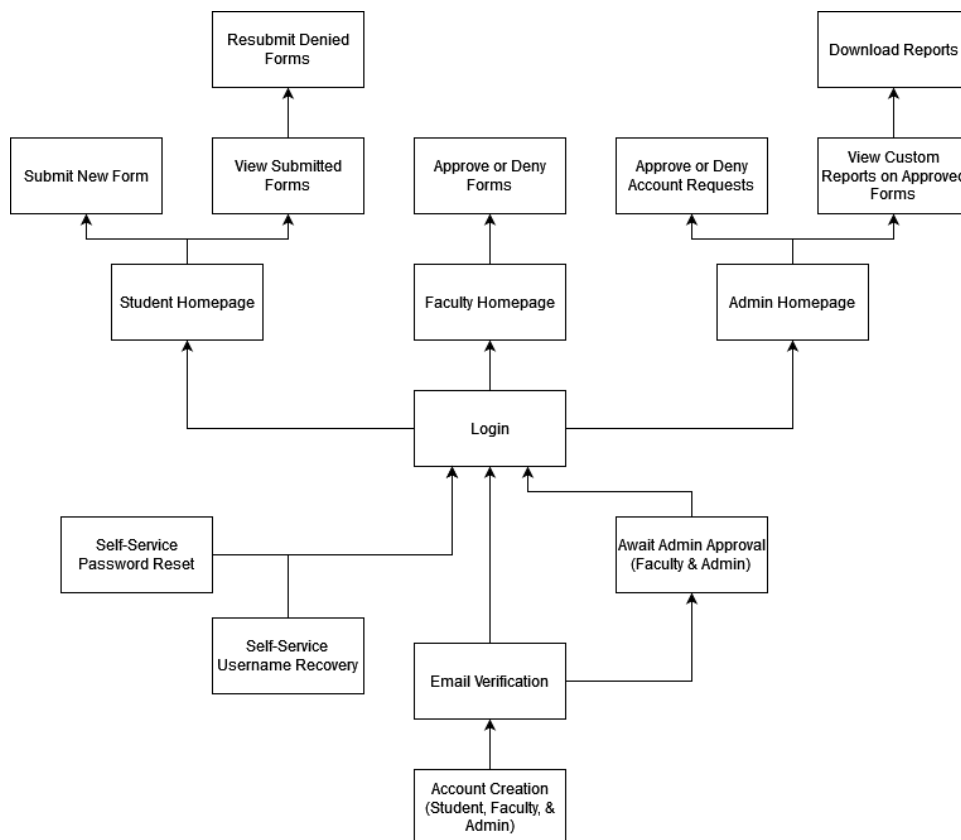 Resubmit Denied
Forms
Download Reports
Submit New Form
View Submitted
Forms
Approve or Deny
Forms
Approve or Deny
Account Requests
View Custom
Reports on Approved
Forms
Student Homepage
Faculty Homepage
Admin Homepage
Login
Self-Service
Password Reset
Await Admin Approval
(Faculty & Admin)
Self-Service
Username Recovery
Email Verification
Account Creation
(Student, Faculty, &
Admin)